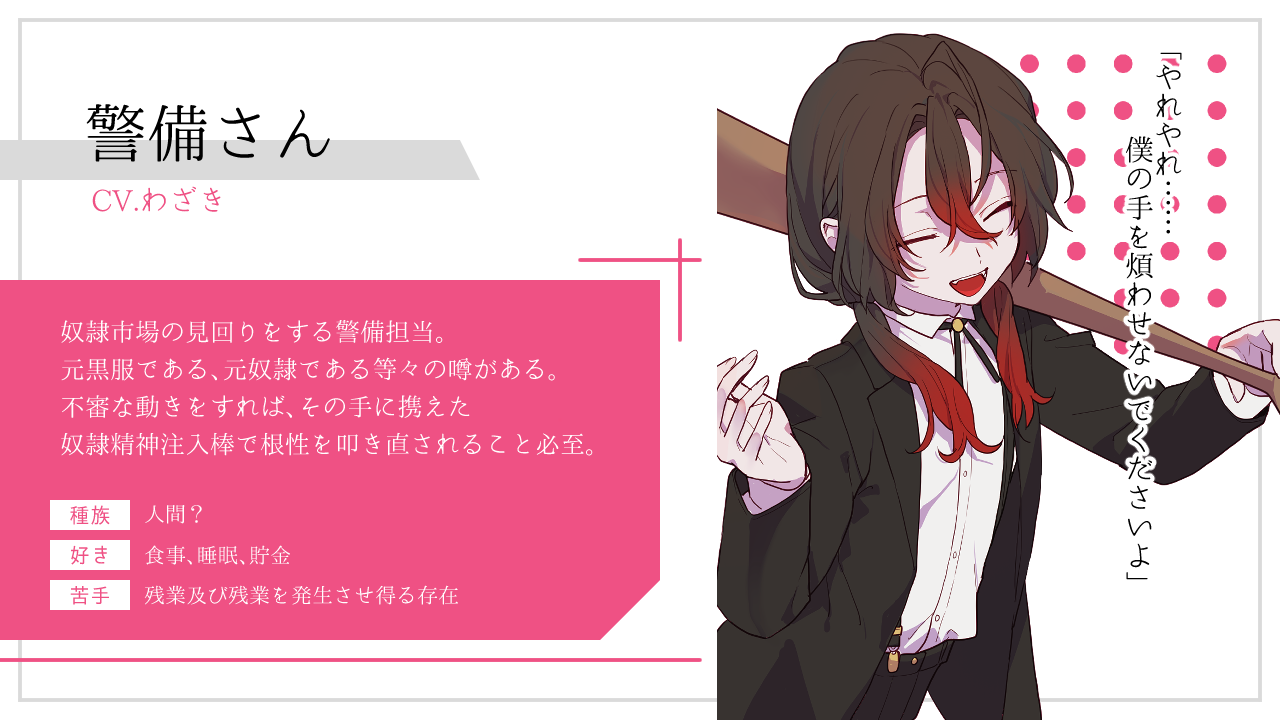 警備さん
CV.わざき
奴隷市場の見回りをする警備担当。
元黒服である、元奴隷である等々の噂がある。
不審な動きをすれば、その手に携えた
奴隷精神注入棒で根性を叩き直されること必至。
種族 人間？
好き 食事、睡眠、貯金
苦手 残業及び残業を発生させ得る存在
「やれやれ……
僕の手を煩わせないでくださいよ」